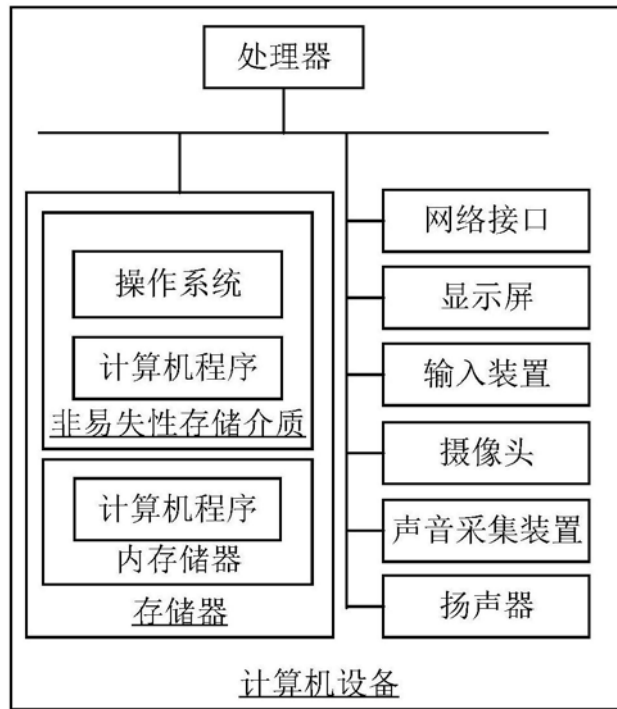 处理器
操作系统
计算机程序
非易失性存储介质
计算机程序
内存储器
存储器
网络接口
显示屏
输入装置
摄像头
声音采集装置
扬声器
计算机设备